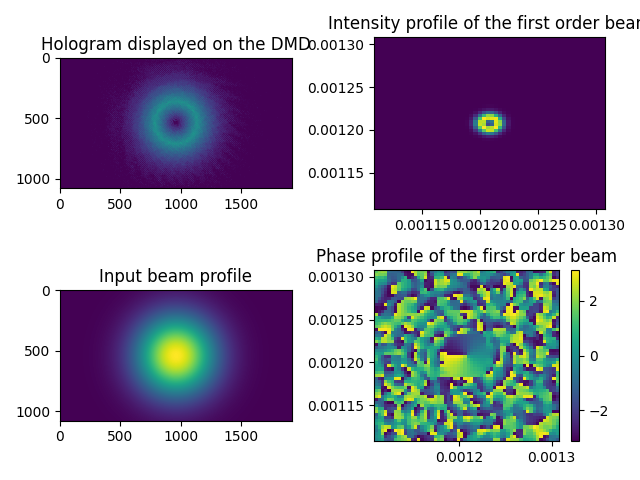 Hologram displayed on the DMD
0
500
1000
0 500 1000 1500
Intensity profile of the first order bear
0.00130
0.00125
0.00120
0.00115
0.00115 0.00120 0.00125 0.00130
Input beam profile
0
500
1000
0 500 1000 1500
Phase profile of the first order beam
0.00130
0.00125
0.00120
0.00115
0.0012 0.0013
2
0
−2